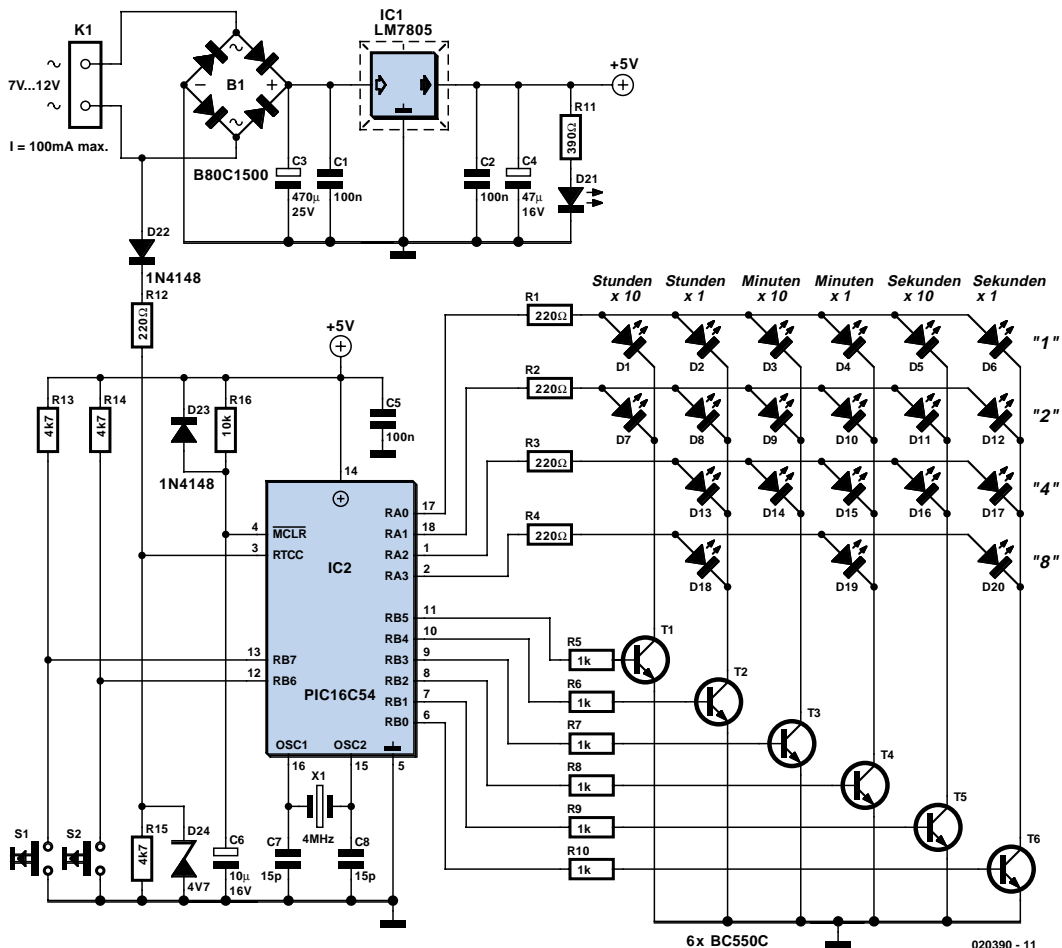 IC1
LM7805
K1
~
7V...12V
~
I = 100mA max.
~
B1
−
+
~
B80C1500
C3
470µ
25V
C1
100n
C2
100n
C4
47µ
16V
R11
390Ω
D21
+5V
D22
1N4148
R12
220Ω
+5V
R13
4k7
R14
4k7
D23
1N4148
R16
10k
C5
100n
Stunden
x 10
Stunden
x 1
Minuten
x 10
Minuten
x 1
Sekunden
x 10
Sekunden
x 1
R1
220Ω
D1
D2
D3
D4
D5
D6
"1"
R2
220Ω
D7
D8
D9
D10
D11
D12
"2"
R3
220Ω
D13
D14
D15
D16
D17
"4"
R4
220Ω
D18
D19
D20
"8"
14
4
MCLR
3
RTCC
IC2
RA0
17
RA1
18
RA2
1
RA3
2
RB5
11
RB4
10
RB3
9
RB2
8
RB1
7
RB0
6
13
RB7
12
RB6
PIC16C54
OSC1
OSC2
16
15
5
X1
4MHz
C7
15p
C8
15p
S1
S2
R15
4k7
D24
4V7
C6
10µ
16V
R5
1k
T1
R6
1k
T2
R7
1k
T3
R8
1k
T4
R9
1k
T5
R10
1k
T6
6x BC550C
020390 - 11